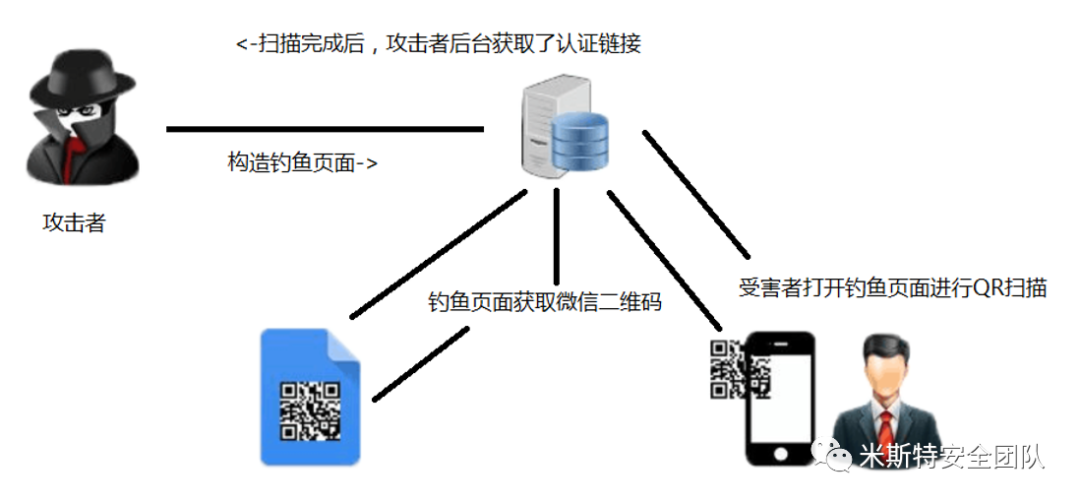 <-扫描完成后，攻击者后台获取了认证链接
构造钓鱼页面->
攻击者
钓鱼页面获取微信二维码
受害者打开钓鱼页面进行QR扫描
米斯特安全团队